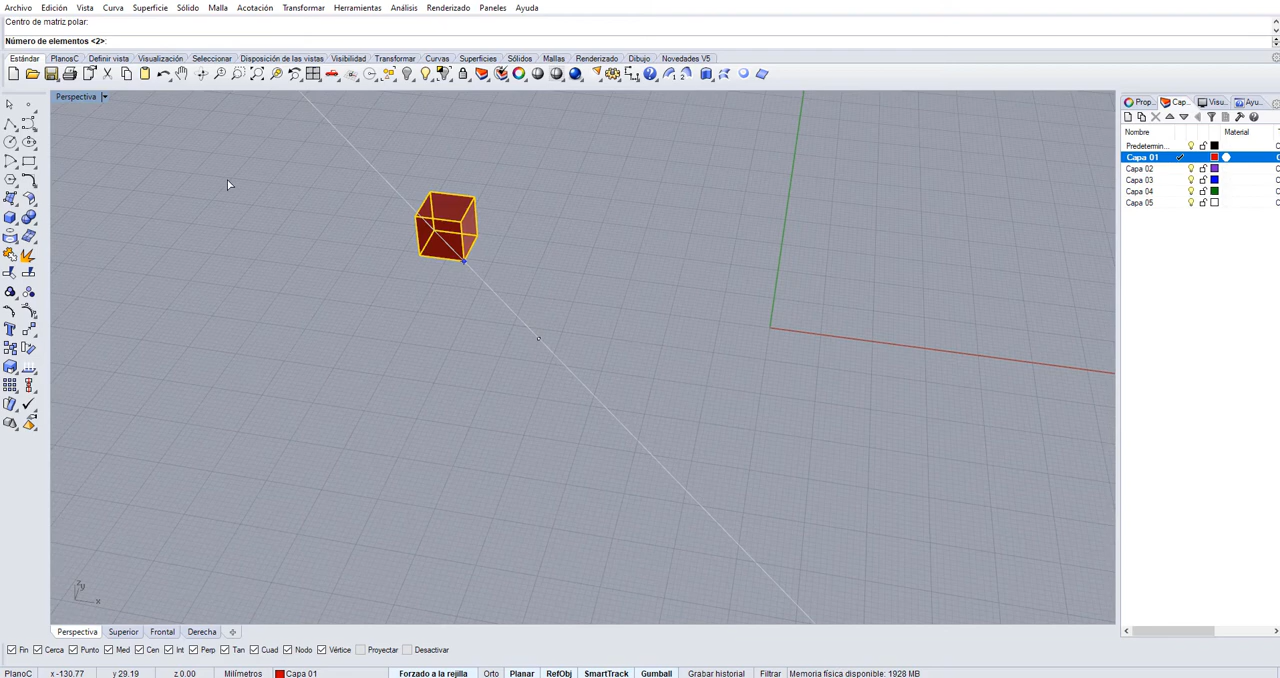 Archivo Edición Vista Curva Superficie Sólido Malla Acotación Transformar Herramientas Análisis Renderizado Paneles Ayuda
Centro de matriz polar:
Número de elementos <2>:
Estándar PlanosC Definir vista Visualización Seleccionar Disposición de las vistas Visibilidad Transformar Curvas Superficies Sólidos Mallas Renderizado Dibujo Novedades V5
Perspectiva
Prop... Cap... Visu... Ayu...
Nombre Material
Predetermin...
Capa 01
Capa 02
Capa 03
Capa 04
Capa 05
z y
x
Perspectiva Superior Frontal Derecha
Fin Cerca Punto Med Cen Int Perp Tan Cuad Nodo Vértice Proyectar Desactivar
PlanoC x -130.77 y 29.19 z 0.00 Milímetros Capa 01 Forzado a la rejilla Orto Planar RefObj SmartTrack Gumball Grabar historial Filtrar Memoria física disponible: 1928 MB